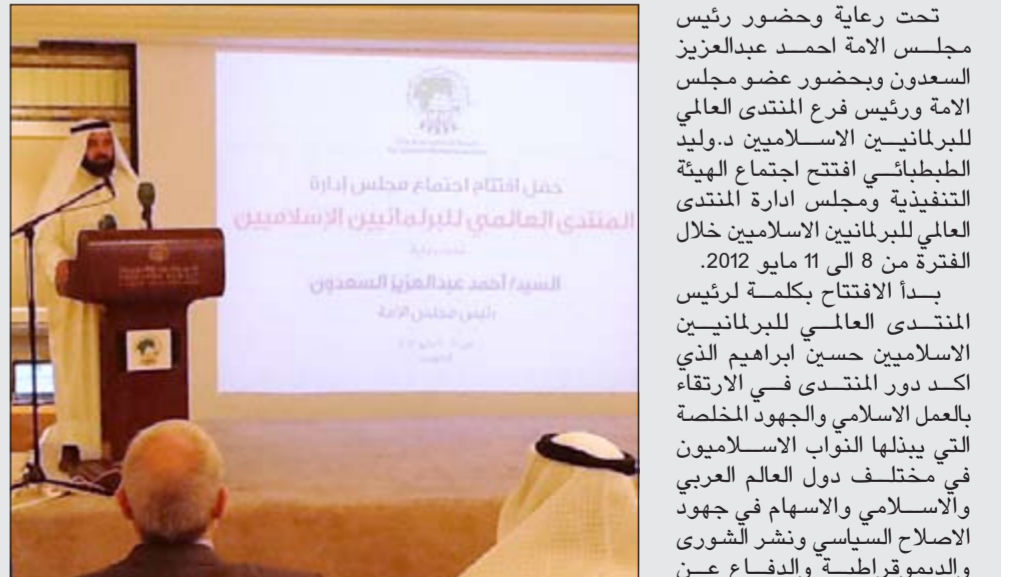 تحت رعاية وحضور رئيس
مجلس الامة احمد عبدالعزيز
السعدون وبحضور عضو مجلس
الامة ورئيس فرع المنتدى العالمي
للبرلمانيين الاسلاميين د.وليد
الطبطبائي افتتح اجتماع الهيئة
التنفيذية ومجلس ادارة المنتدى
العالمي للبرلمانيين الاسلاميين خلال
الفترة من 8 الى 11 مايو 2012.
بدأ الافتتاح بكلمة لرئيس
المنتدى العالمي للبرلمانيين
الاسلاميين حسين ابراهيم الذي
اكد دور المنتدى في الارتقاء
بالعمل الاسلامي والجهود المخلصة
التي يبذلها النواب الاسلاميون
في مختلف دول العالم العربي
والاسلامي والاسهام في جهود
الاصلاح السياسي ونشر الشورى
والديموقراطية والدفاع عن
حفل افتتاح اجتماع مجلس إدارة
المنتدى العالمي للبرلمانيين الإسلاميين
السيد/ أحمد عبدالعزيز السعدون
رئيس مجلس الأمة